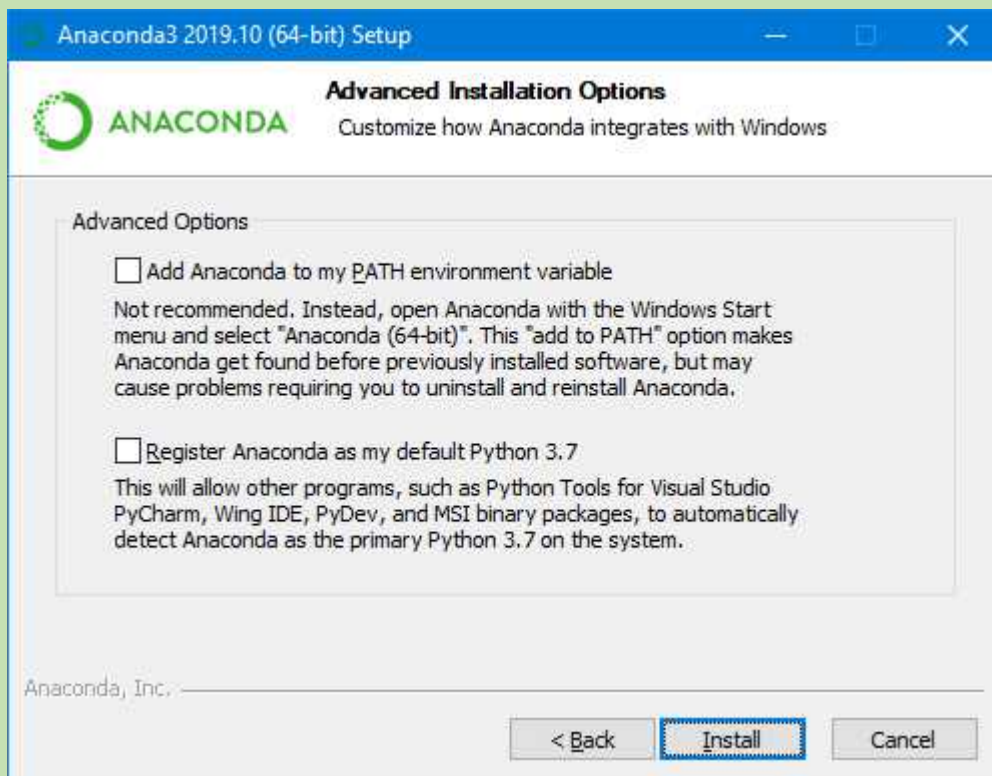 Anaconda3 2019.10 (64-bit) Setup
ANACONDA
Advanced Installation Options
Customize how Anaconda integrates with Windows
Advanced Options
Add Anaconda to my PATH environment variable
Not recommended. Instead, open Anaconda with the Windows Start
menu and select "Anaconda (64-bit)". This "add to PATH" option makes
Anaconda get found before previously installed software, but may
cause problems requiring you to uninstall and reinstall Anaconda.
Register Anaconda as my default Python 3.7
This will allow other programs, such as Python Tools for Visual Studio
PyCharm, Wing IDE, PyDev, and MSI binary packages, to automatically
detect Anaconda as the primary Python 3.7 on the system.
Anaconda, Inc.
< Back
Install
Cancel